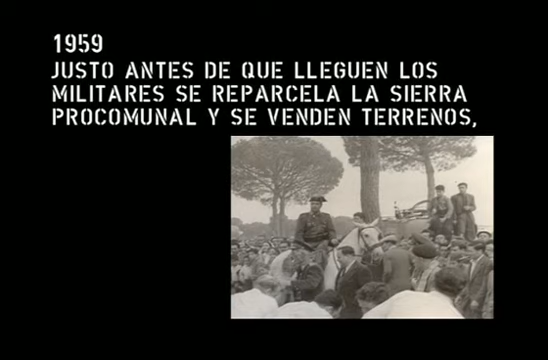 1959
JUSTO ANTES DE QUE LLEGUEN LOS
MILITARES SE REPARCELA LA SIERRA
PROCOMUNAL Y SE VENDEN TERRENOS,